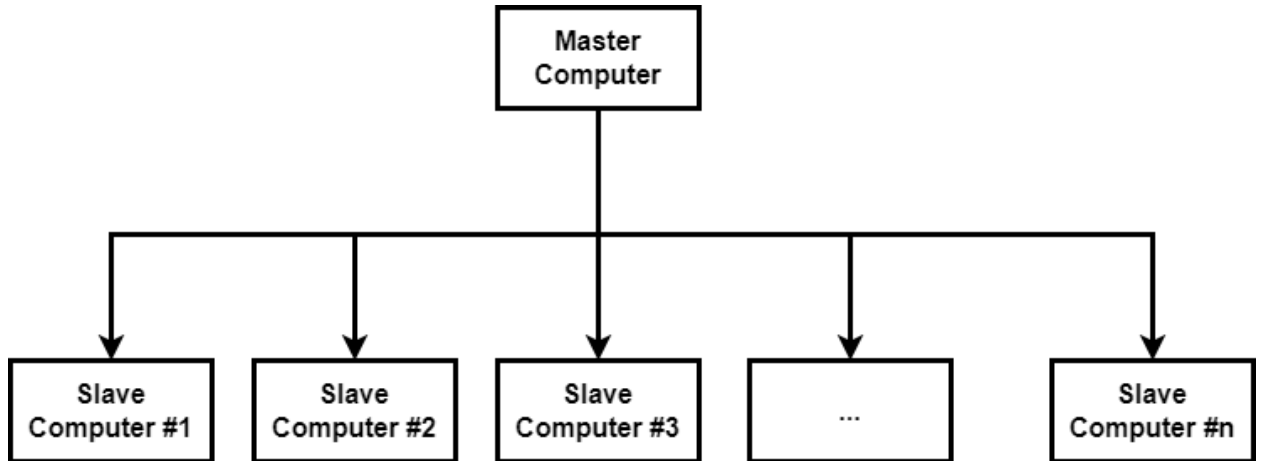 Master
Computer
Slave
Computer #1
Slave
Computer #2
Slave
Computer #3
...
Slave
Computer #n